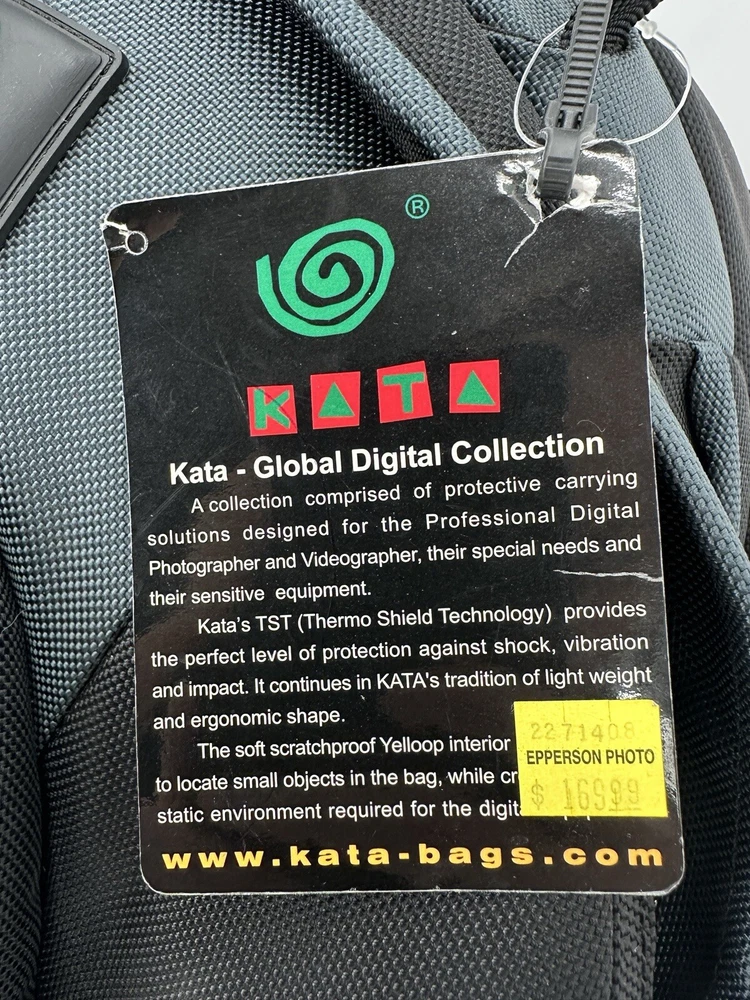 ®
KATA
Kata - Global Digital Collection
A collection comprised of protective carrying
solutions designed for the Professional Digital
Photographer and Videographer, their special needs and
their sensitive equipment.
Kata's TST (Thermo Shield Technology) provides
the perfect level of protection against shock, vibration
and impact. It continues in KATA's tradition of light weight
and ergonomic shape.
The soft scratchproof Yelloop interior
to locate small objects in the bag, while
static environment required for the
2271408
EPPERSON PHOTO
$ 16999
www.kata-bags.com